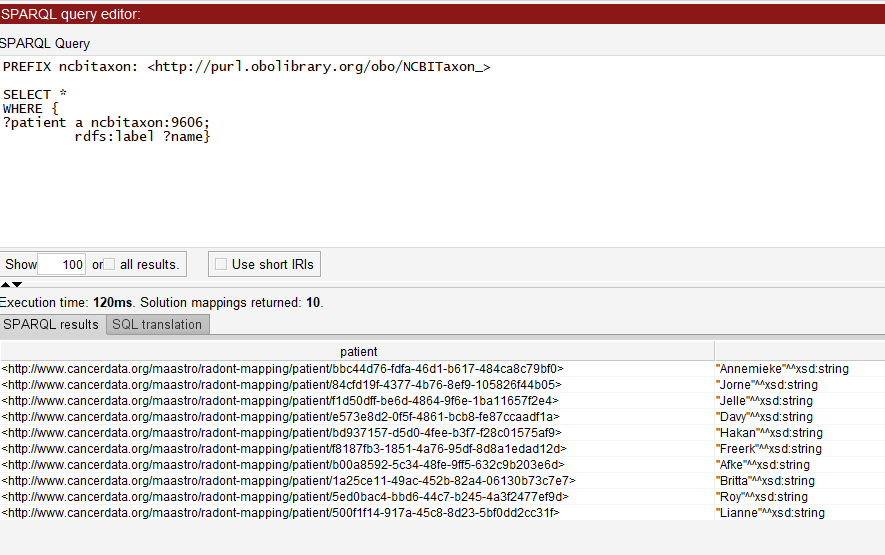 SPARQL query editor:
SPARQL Query
PREFIX ncbitaxon: <http://purl.obolibrary.org/obo/NCBITaxon_>
SELECT *
WHERE {
?patient a ncbitaxon:9606;
rdfs:label ?name}
Show 100 or all results. Use short IRIs
Execution time: 120ms. Solution mappings returned: 10.
SPARQL results SQL translation
patient
<http://www.cancerdata.org/maastro/radont-mapping/patient/bbc44d76-fdfa-46d1-b617-484ca8c79bf0> "Annemieke"^^xsd:string
<http://www.cancerdata.org/maastro/radont-mapping/patient/84cfd19f-4377-4b76-8ef9-105826f44b05> "Jorne"^^xsd:string
<http://www.cancerdata.org/maastro/radont-mapping/patient/f1d50dff-be6d-4864-9f6e-1ba11657f2e4> "Jelle"^^xsd:string
<http://www.cancerdata.org/maastro/radont-mapping/patient/e573e8d2-0f5f-4861-bcb8-fe87ccaadf1a> "Davy"^^xsd:string
<http://www.cancerdata.org/maastro/radont-mapping/patient/bd937157-d5d0-4fee-b3f7-f28c01575af9> "Hakan"^^xsd:string
<http://www.cancerdata.org/maastro/radont-mapping/patient/f8187fb3-1851-4a76-95df-8d8a1edad12d> "Freerk"^^xsd:string
<http://www.cancerdata.org/maastro/radont-mapping/patient/b00a8592-5c34-48fe-9ff5-632c9b203e6d> "Afke"^^xsd:string
<http://www.cancerdata.org/maastro/radont-mapping/patient/1a25ce11-49ac-452b-82a4-06130b73c7e7> "Britta"^^xsd:string
<http://www.cancerdata.org/maastro/radont-mapping/patient/5ed0bac4-bbd6-44c7-b245-4a3f2477ef9d> "Roy"^^xsd:string
<http://www.cancerdata.org/maastro/radont-mapping/patient/500f1f14-917a-45c8-8d23-5bf0dd2cc31f> "Lianne"^^xsd:string